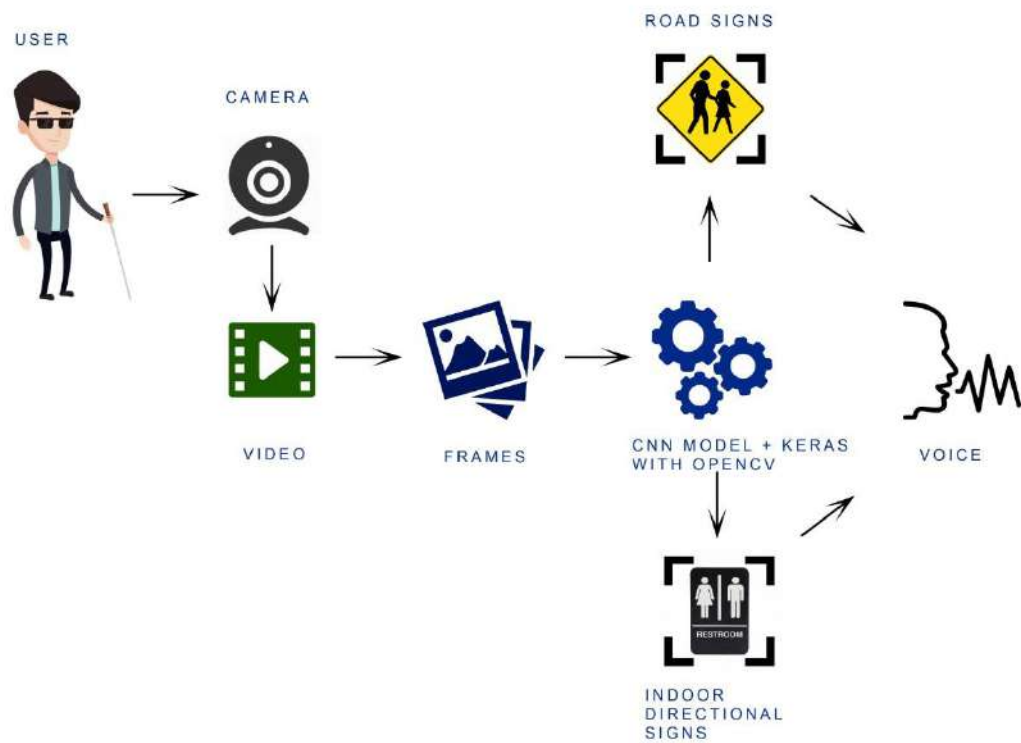 USER
CAMERA
ROAD SIGNS
VIDEO
FRAMES
CNN MODEL + KERAS
WITH OPENCV
VOICE
RESTROOM
INDOOR
DIRECTIONAL
SIGNS